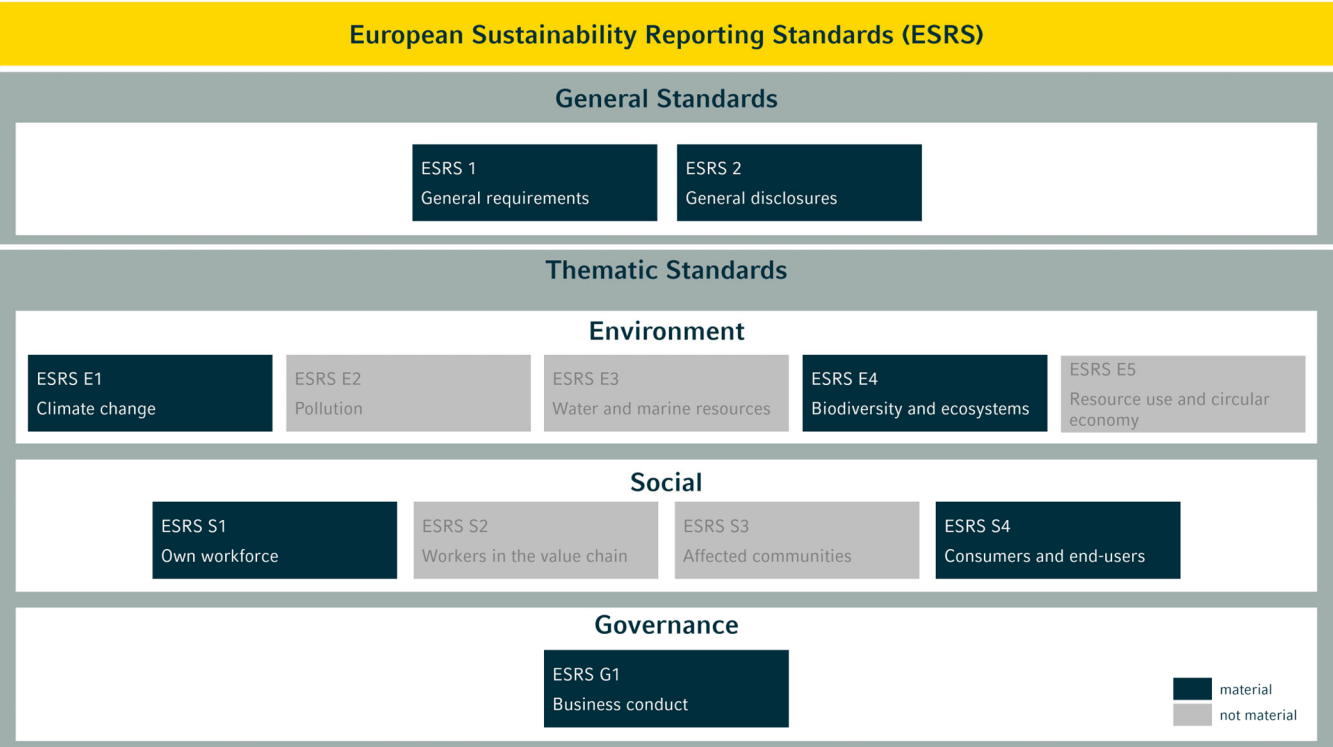 European Sustainability Reporting Standards (ESRS)
General Standards
ESRS 1
General requirements
ESRS 2
General disclosures
Thematic Standards
Environment
ESRS E1
Climate change
ESRS E2
Pollution
ESRS E3
Water and marine resources
ESRS E4
Biodiversity and ecosystems
ESRS E5
Resource use and circular
economy
Social
ESRS S1
Own workforce
ESRS S2
Workers in the value chain
ESRS S3
Affected communities
ESRS S4
Consumers and end-users
Governance
ESRS G1
Business conduct
material
not material